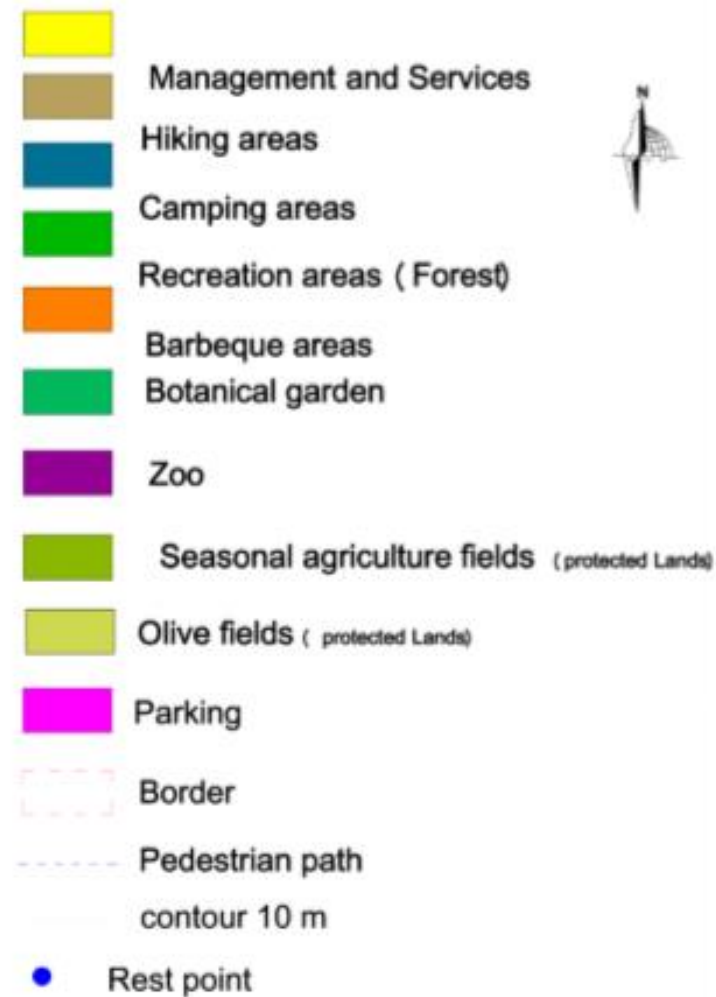 N
Management and Services
Hiking areas
Camping areas
Recreation areas ( Forest)
Barbeque areas
Botanical garden
Zoo
Seasonal agriculture fields ( protected Lands)
Olive fields ( protected Lands)
Parking
Border
Pedestrian path
contour 10 m
Rest point